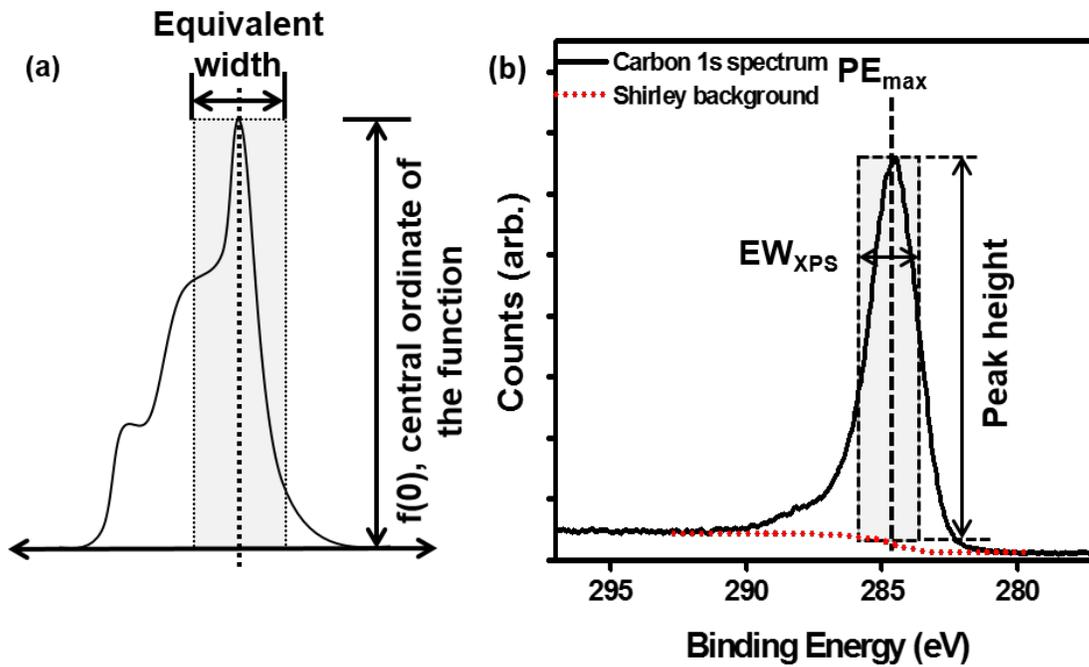 (a)
Equivalent
width
f(0), central ordinate of
the function
(b)
Carbon 1s spectrum
Shirley background
PEmax
EWXPS
Peak height
Counts (arb.)
295 290 285 280
Binding Energy (eV)